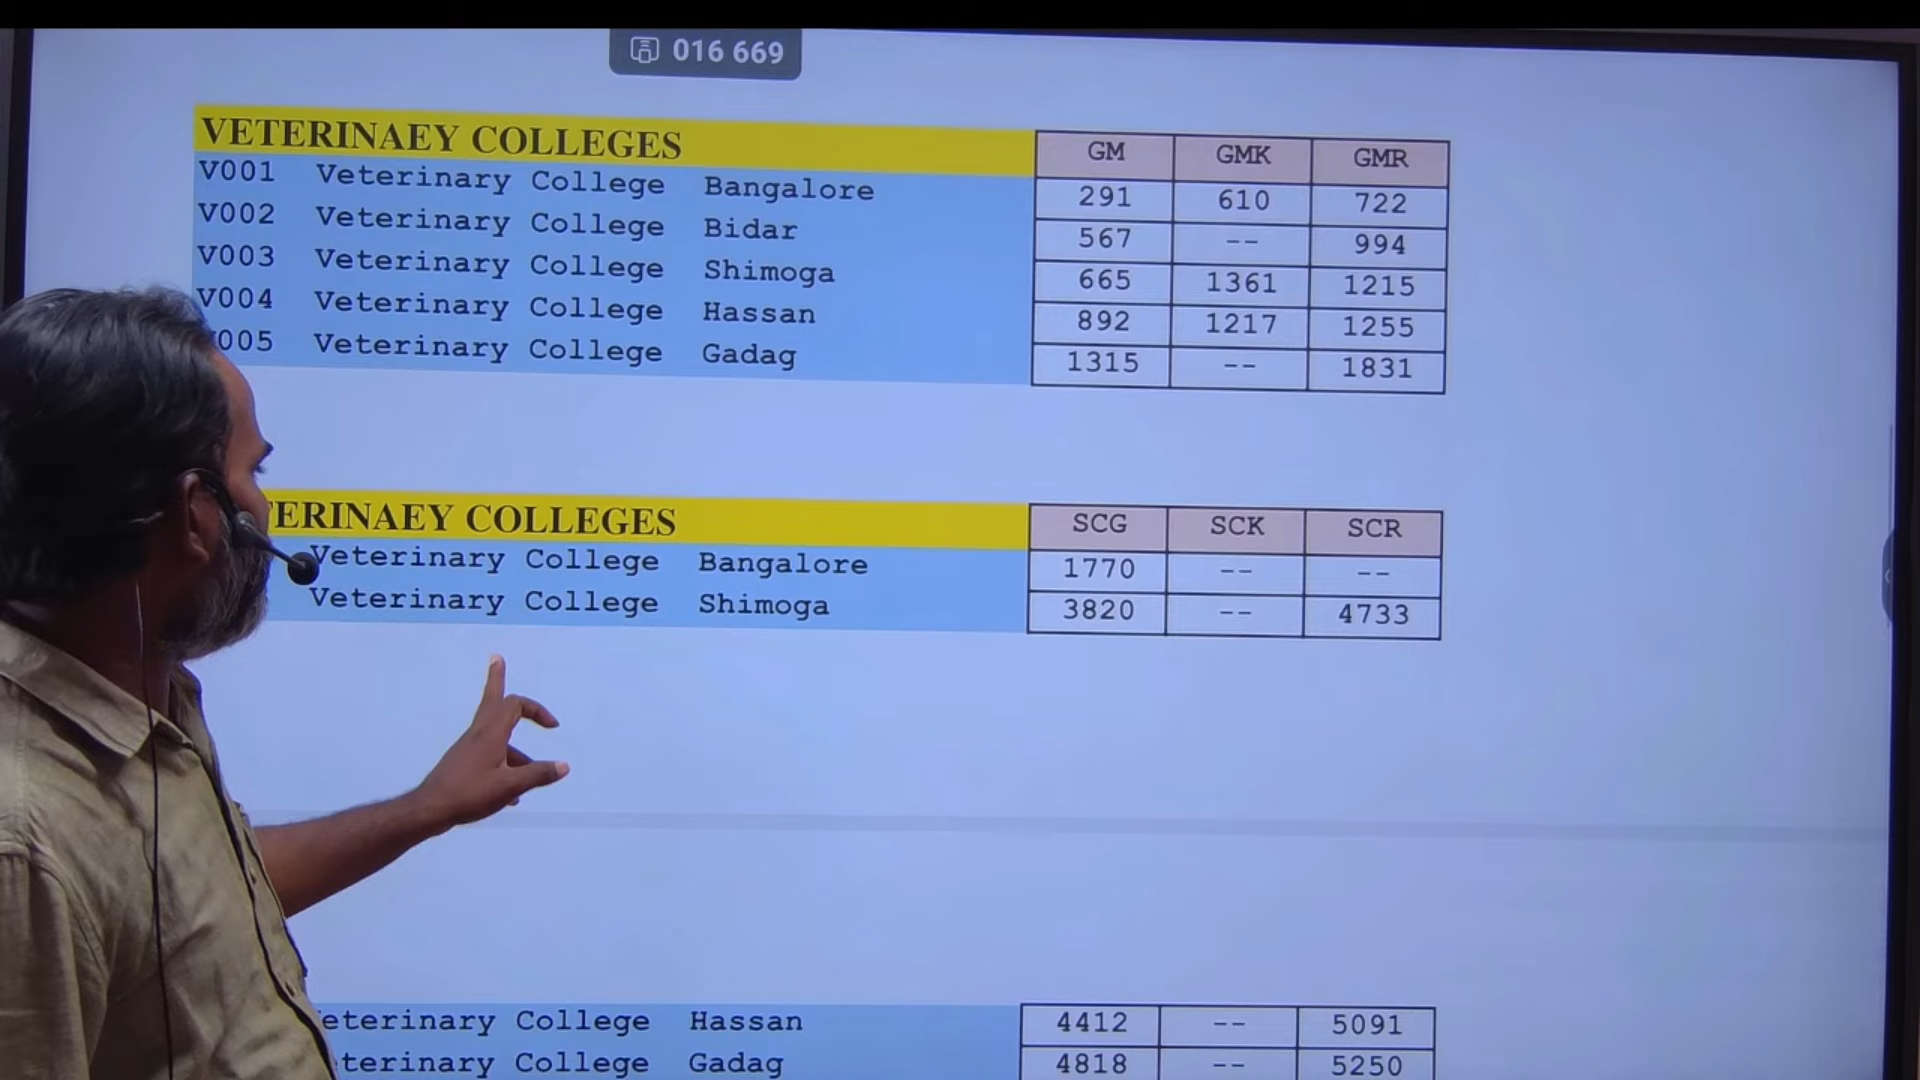 016 669
VETERINAEY COLLEGES GM GMK GMR
V001 Veterinary College Bangalore 291 610 722
V002 Veterinary College Bidar 567 -- 994
V003 Veterinary College Shimoga 665 1361 1215
V004 Veterinary College Hassan 892 1217 1255
005 Veterinary College Gadag 1315 -- 1831
TERINAEY COLLEGES SCG SCK SCR
Veterinary College Bangalore 1770 -- --
Veterinary College Shimoga 3820 -- 4733
eterinary College Hassan 4412 -- 5091
terinary College Gadag 4818 -- 5250